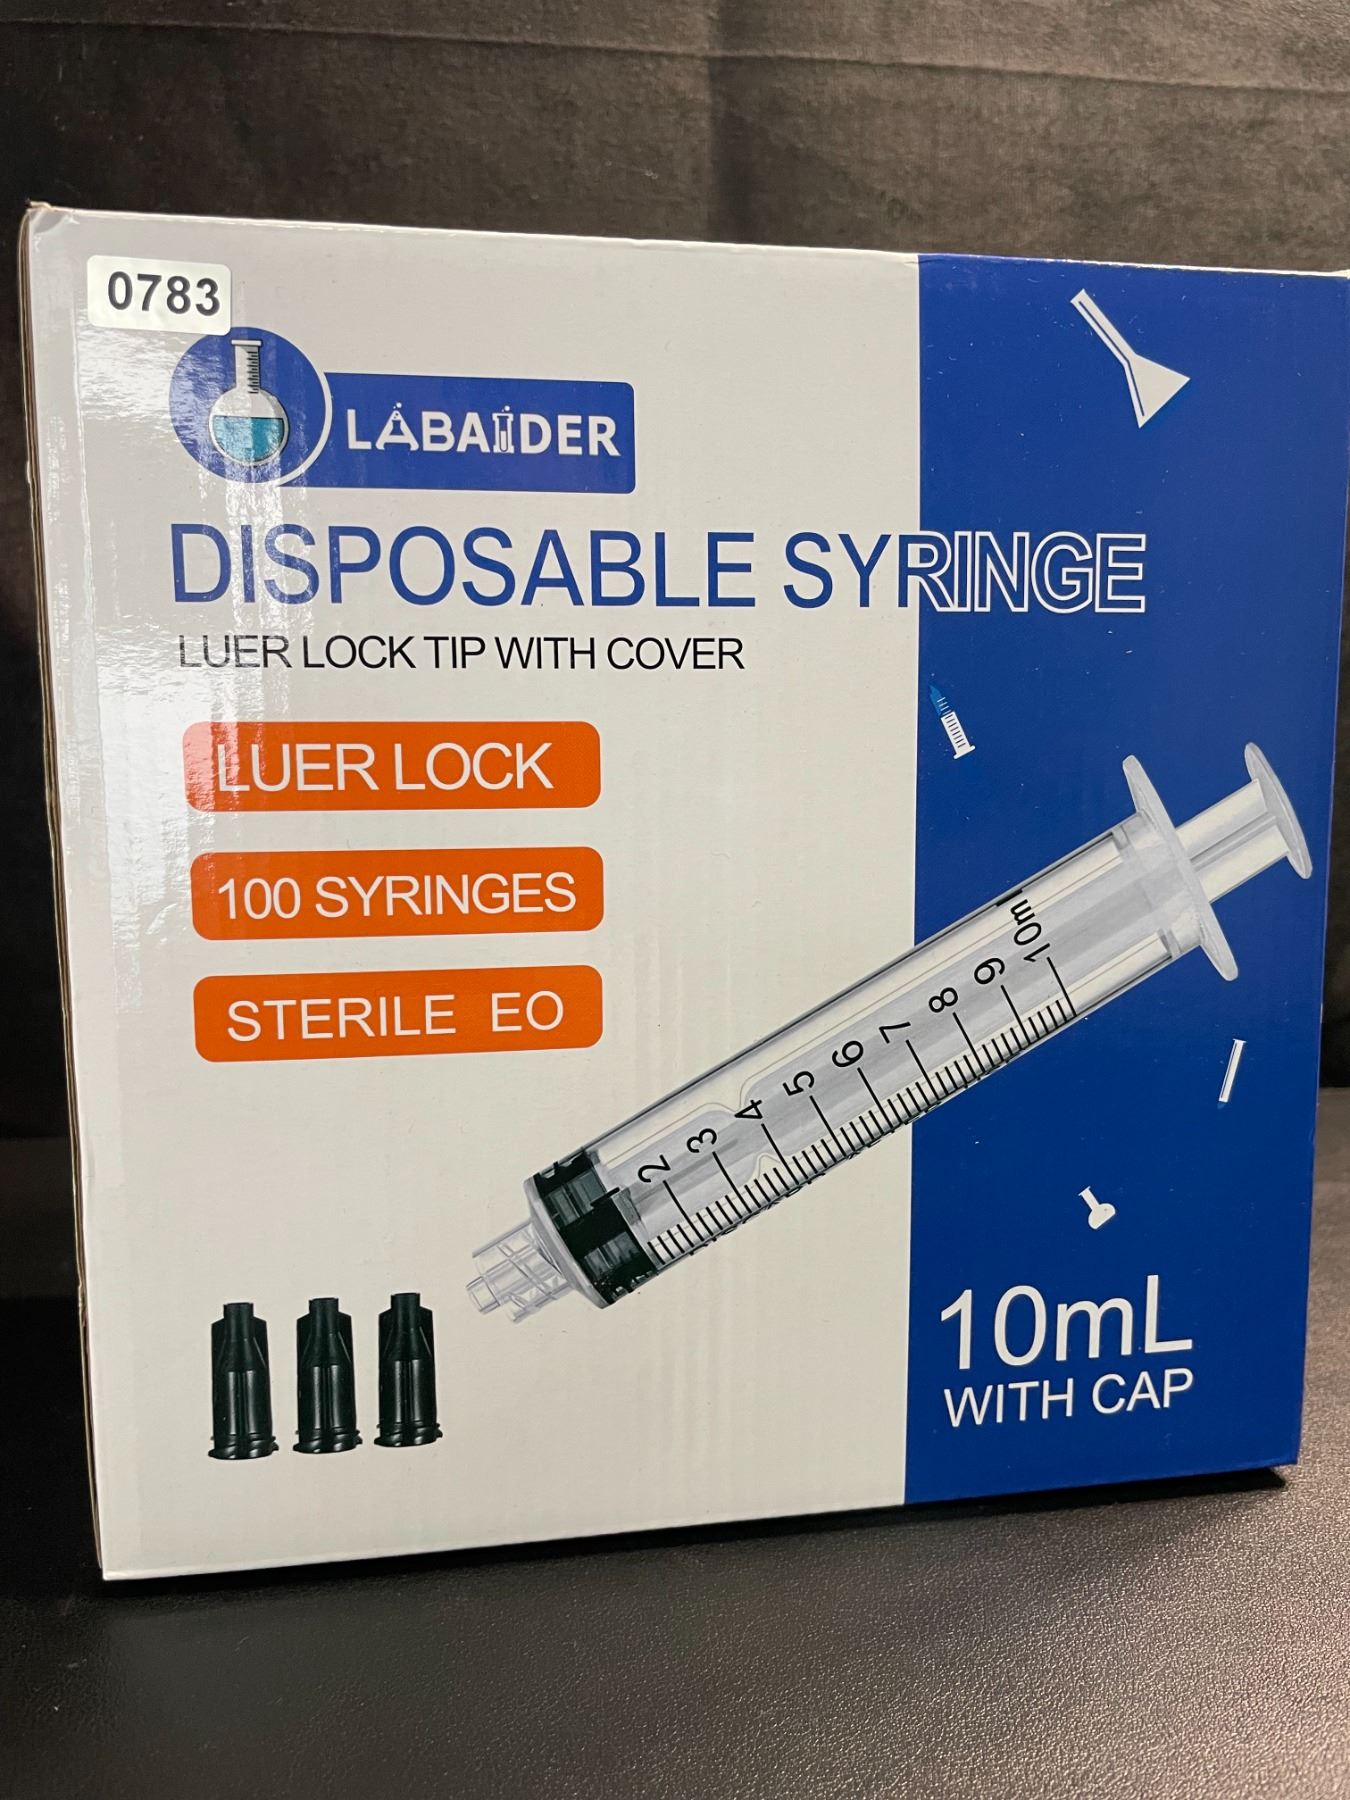 0783
LABAIDER
DISPOSABLE SYRINGE
LUER LOCK TIP WITH COVER
LUER LOCK
100 SYRINGES
STERILE EO
10ml
9
8
7
6
5
4
3
2
10mL
WITH CAP